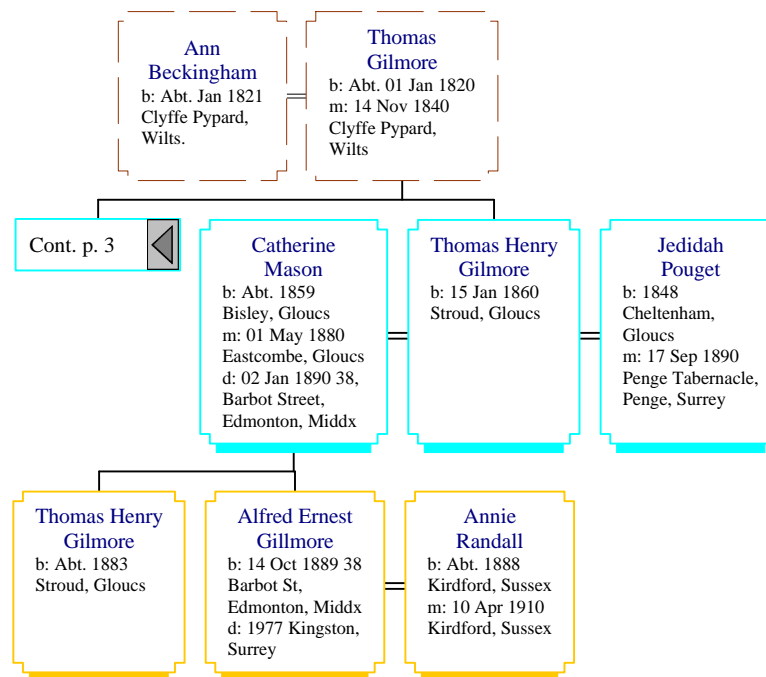 Ann
Beckingham
b: Abt. Jan 1821
Clyffe Pypard,
Wilts.
Thomas
Gilmore
b: Abt. 01 Jan 1820
m: 14 Nov 1840
Clyffe Pypard,
Wilts
Cont. p. 3
Catherine
Mason
b: Abt. 1859
Bisley, Gloucs
m: 01 May 1880
Eastcombe, Gloucs
d: 02 Jan 1890 38,
Barbot Street,
Edmonton, Middx
Thomas Henry
Gilmore
b: 15 Jan 1860
Stroud, Gloucs
Jedidah
Pouget
b: 1848
Cheltenham,
Gloucs
m: 17 Sep 1890
Penge Tabernacle,
Penge, Surrey
Thomas Henry
Gilmore
b: Abt. 1883
Stroud, Gloucs
Alfred Ernest
Gillmore
b: 14 Oct 1889 38
Barbot St,
Edmonton, Middx
d: 1977 Kingston,
Surrey
Annie
Randall
b: Abt. 1888
Kirdford, Sussex
m: 10 Apr 1910
Kirdford, Sussex